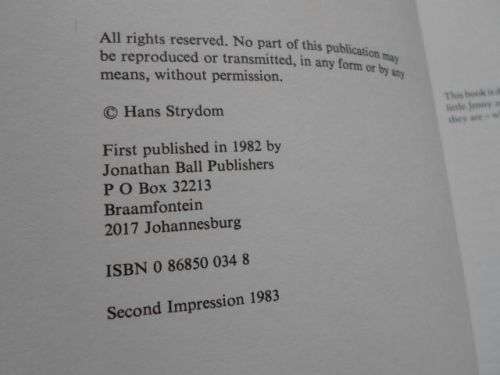 All rights reserved. No part of this publication may
be reproduced or transmitted, in any form or by any
means, without permission.
© Hans Strydom
First published in 1982 by
Jonathan Ball Publishers
P O Box 32213
Braamfontein
2017 Johannesburg
ISBN 0 86850 034 8
Second Impression 1983
This book is
little Jenny
they are –